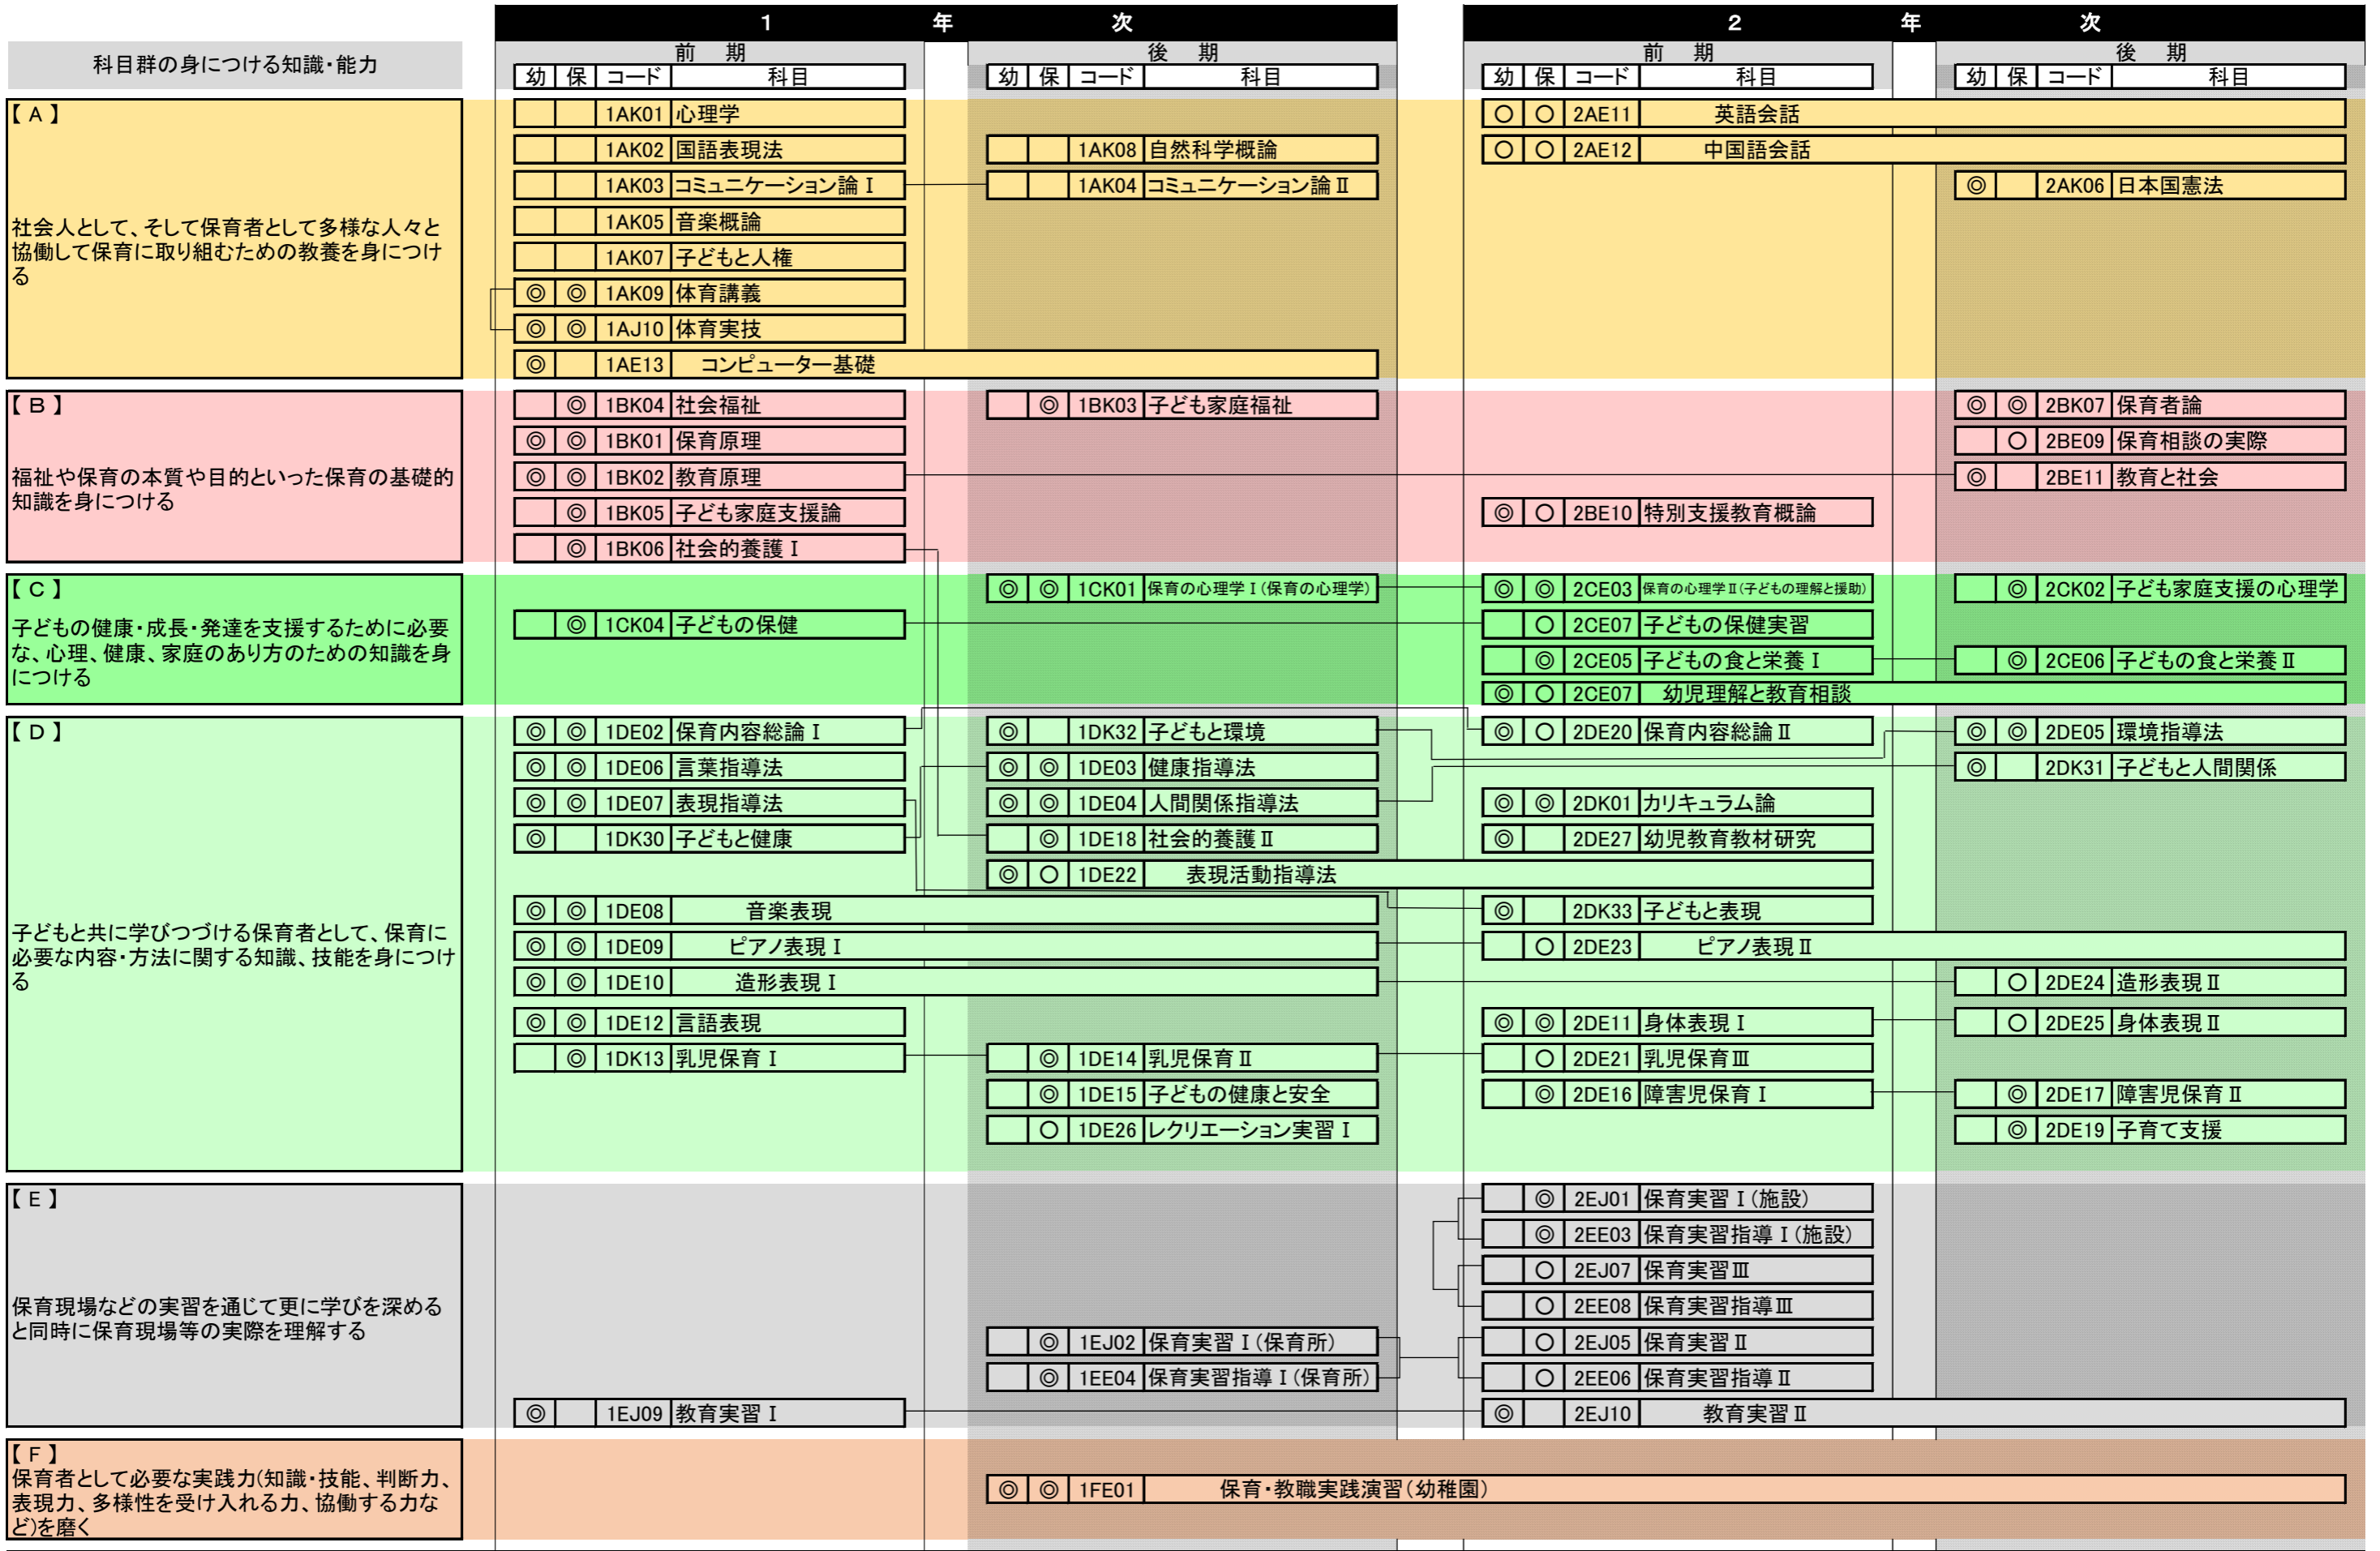 1 年 次 2 年 次
科目群の身につける知識・能力
前 期 後 期 前 期 後 期
幼 保 コード 科目 幼 保 コード 科目 幼 保 コード 科目 幼 保 コード 科目
【 A 】
社会人として、そして保育者として多様な人々と
協働して保育に取り組むための教養を身につけ
る
1AK01 心理学 ○ ○ 2AE11 英語会話
1AK02 国語表現法 1AK08 自然科学概論 ○ ○ 2AE12 中国語会話
1AK03 コミュニケーション論Ⅰ 1AK04 コミュニケーション論Ⅱ ◎ 2AK06 日本国憲法
1AK05 音楽概論
1AK07 子どもと人権
◎ ◎ 1AK09 体育講義
◎ ◎ 1AJ10 体育実技
◎ 1AE13 コンピューター基礎
【 B 】
福祉や保育の本質や目的といった保育の基礎的
知識を身につける
◎ 1BK04 社会福祉 ◎ 1BK03 子ども家庭福祉 ◎ ◎ 2BK07 保育者論
◎ ◎ 1BK01 保育原理 ○ 2BE09 保育相談の実際
◎ ◎ 1BK02 教育原理 ◎ 2BE11 教育と社会
◎ 1BK05 子ども家庭支援論 ◎ ○ 2BE10 特別支援教育概論
◎ 1BK06 社会的養護Ⅰ
【 C 】
子どもの健康・成長・発達を支援するために必要
な、心理、健康、家庭のあり方のための知識を身
につける
◎ ◎ 1CK01 保育の心理学Ⅰ(保育の心理学) ◎ ◎ 2CE03 保育の心理学Ⅱ(子どもの理解と援助) ◎ 2CK02 子ども家庭支援の心理学
◎ 1CK04 子どもの保健 ○ 2CE07 子どもの保健実習
◎ 2CE05 子どもの食と栄養Ⅰ ◎ 2CE06 子どもの食と栄養Ⅱ
◎ ○ 2CE07 幼児理解と教育相談
【 D 】
子どもと共に学びつづける保育者として、保育に
必要な内容・方法に関する知識、技能を身につけ
る
◎ ◎ 1DE02 保育内容総論Ⅰ ◎ 1DK32 子どもと環境 ◎ ○ 2DE20 保育内容総論Ⅱ ◎ ◎ 2DE05 環境指導法
◎ ◎ 1DE06 言葉指導法 ◎ ◎ 1DE03 健康指導法 ◎ 2DK31 子どもと人間関係
◎ ◎ 1DE07 表現指導法 ◎ ◎ 1DE04 人間関係指導法 ◎ ◎ 2DK01 カリキュラム論
◎ 1DK30 子どもと健康 ◎ 1DE18 社会的養護Ⅱ ◎ 2DE27 幼児教育教材研究
◎ ○ 1DE22 表現活動指導法
◎ ◎ 1DE08 音楽表現 ◎ 2DK33 子どもと表現
◎ ◎ 1DE09 ピアノ表現Ⅰ ○ 2DE23 ピアノ表現Ⅱ
◎ ◎ 1DE10 造形表現Ⅰ ○ 2DE24 造形表現Ⅱ
◎ ◎ 1DE12 言語表現 ◎ ◎ 2DE11 身体表現Ⅰ ○ 2DE25 身体表現Ⅱ
◎ 1DK13 乳児保育Ⅰ ◎ 1DE14 乳児保育Ⅱ ○ 2DE21 乳児保育Ⅲ
◎ 1DE15 子どもの健康と安全 ◎ 2DE16 障害児保育Ⅰ ◎ 2DE17 障害児保育Ⅱ
○ 1DE26 レクリエーション実習Ⅰ ◎ 2DE19 子育て支援
【 E 】
保育現場などの実習を通じて更に学びを深める
と同時に保育現場等の実際を理解する
◎ 2EJ01 保育実習Ⅰ(施設)
◎ 2EE03 保育実習指導Ⅰ(施設)
○ 2EJ07 保育実習Ⅲ
○ 2EE08 保育実習指導Ⅲ
◎ 1EJ02 保育実習Ⅰ(保育所) ○ 2EJ05 保育実習Ⅱ
◎ 1EE04 保育実習指導Ⅰ(保育所) ○ 2EE06 保育実習指導Ⅱ
◎ 1EJ09 教育実習Ⅰ ◎ 2EJ10 教育実習Ⅱ
【 F 】
保育者として必要な実践力(知識・技能、判断力、
表現力、多様性を受け入れる力、協働する力な
ど)を磨く
◎ ◎ 1FE01 保育・教職実践演習(幼稚園)